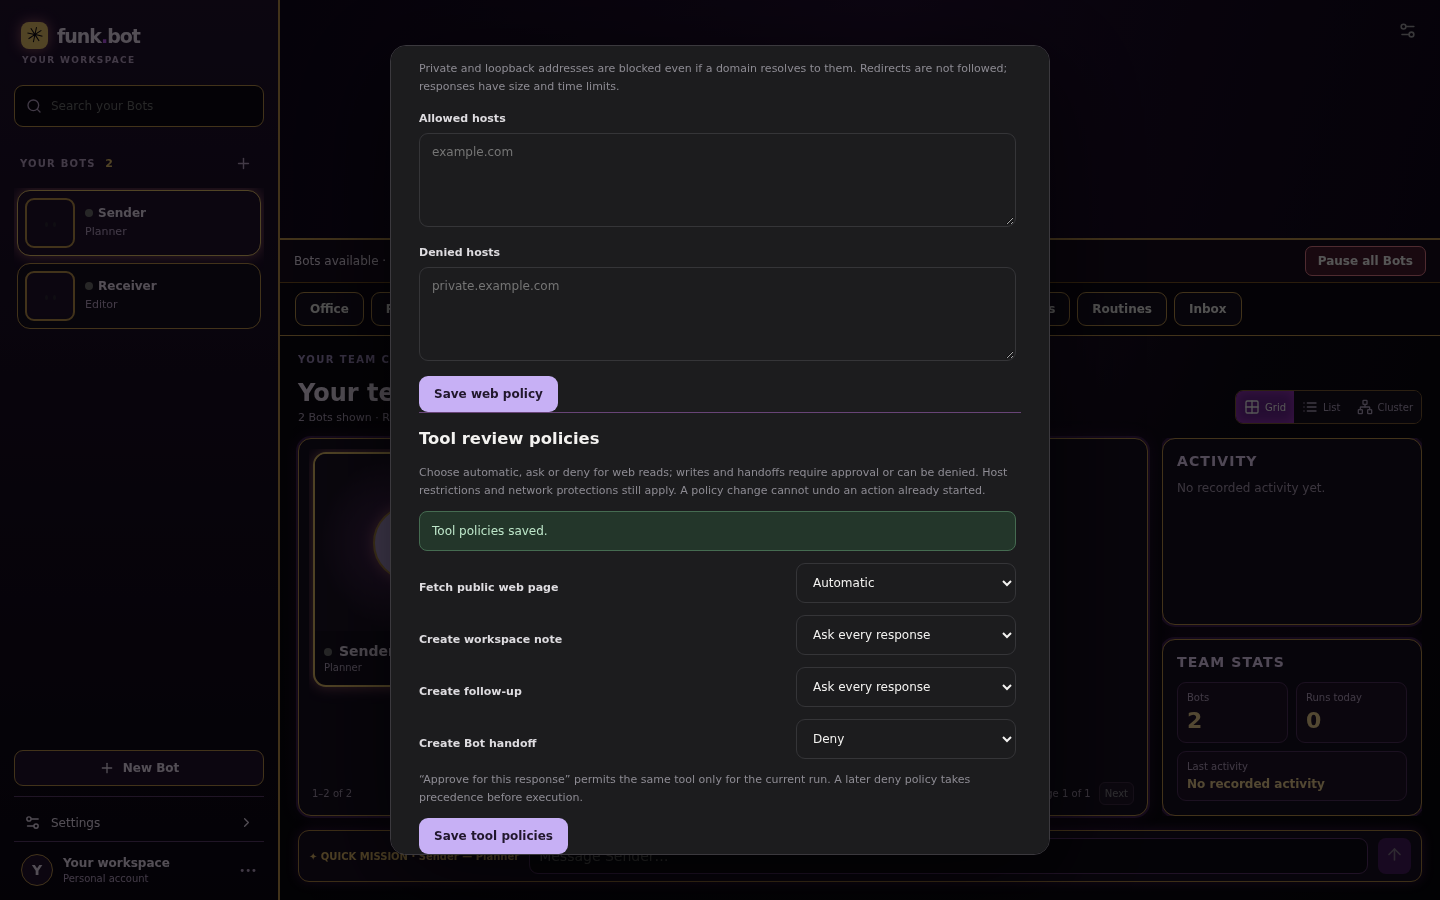 funk.bot
YOUR WORKSPACE
Search your Bots
YOUR BOTS 2
Sender
Planner
Receiver
Editor
New Bot
Settings
Y
Your workspace
Personal account
Bots available ·
Pause all Bots
Office
Routines
Inbox
YOUR TEAM
Your
2 Bots shown ·
Grid
List
Cluster
Sender
Planner
1–2 of 2
1 of 1
Next
ACTIVITY
No recorded activity yet.
TEAM STATS
Bots
2
Runs today
0
Last activity
No recorded activity
QUICK MISSION · Sender — Planner
Message Sender...
Private and loopback addresses are blocked even if a domain resolves to them. Redirects are not followed;
responses have size and time limits.
Allowed hosts
example.com
Denied hosts
private.example.com
Save web policy
Tool review policies
Choose automatic, ask or deny for web reads; writes and handoffs require approval or can be denied. Host
restrictions and network protections still apply. A policy change cannot undo an action already started.
Tool policies saved.
Fetch public web page
Automatic
Create workspace note
Ask every response
Create follow-up
Ask every response
Create Bot handoff
Deny
“Approve for this response” permits the same tool only for the current run. A later deny policy takes
precedence before execution.
Save tool policies